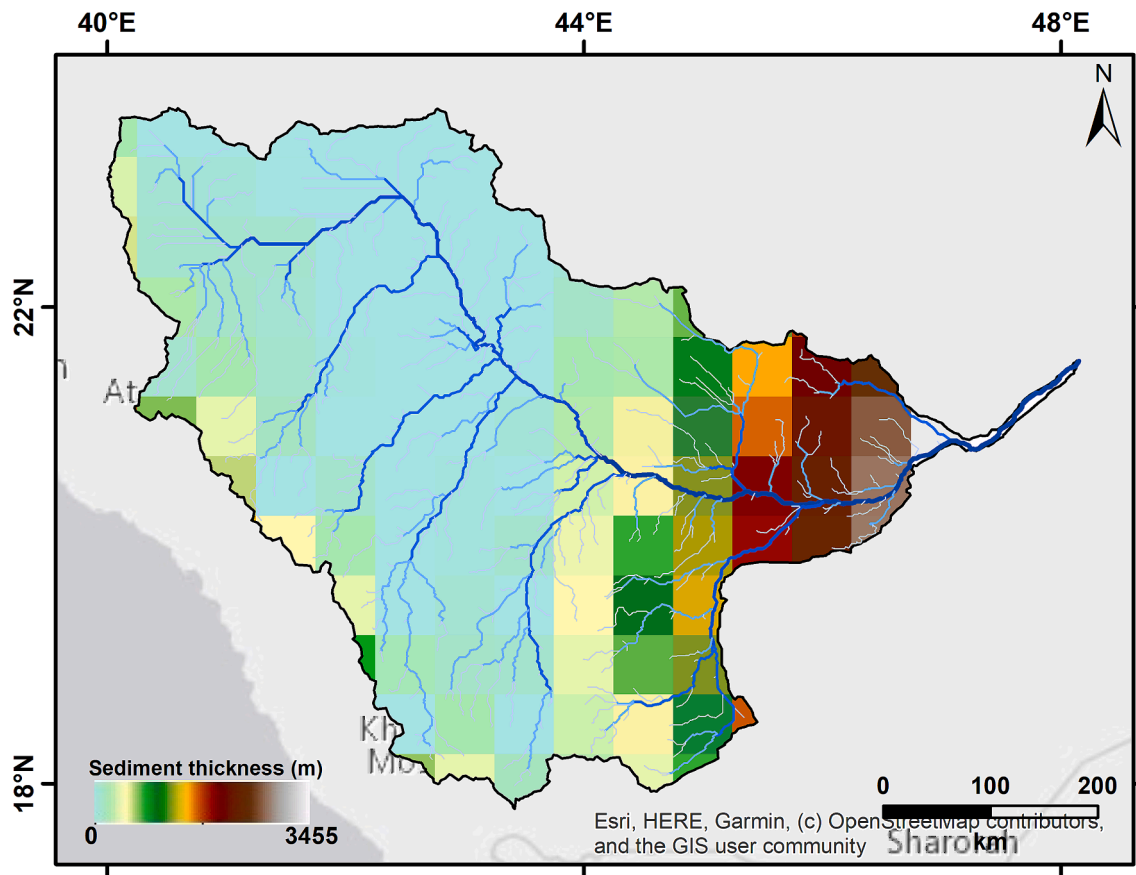 40°E 44°E 48°E
N
22°N
At
Kh
18°N
Sediment thickness (m)
0 3455
0 100 200
km
Esri, HERE, Garmin, (c) OpenStreetMap contributors,
and the GIS user community
Sharorah